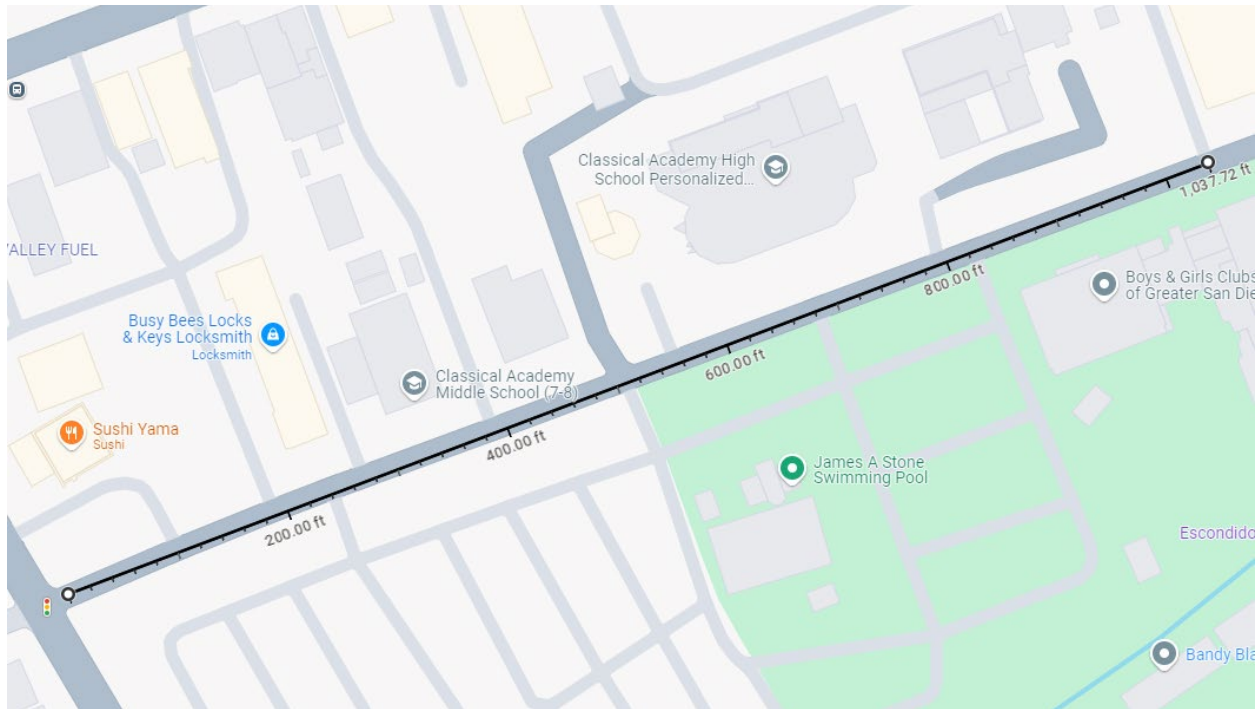 Classical Academy High
School Personalized...
1,037.72 ft
VALLEY FUEL
800.00 ft
Boys & Girls Clubs
of Greater San Die
Busy Bees Locks
& Keys Locksmith
Locksmith
600.00 ft
Classical Academy
Middle School (7-8)
Sushi Yama
Sushi
400.00 ft
James A Stone
Swimming Pool
200.00 ft
Escondido
Bandy Bla